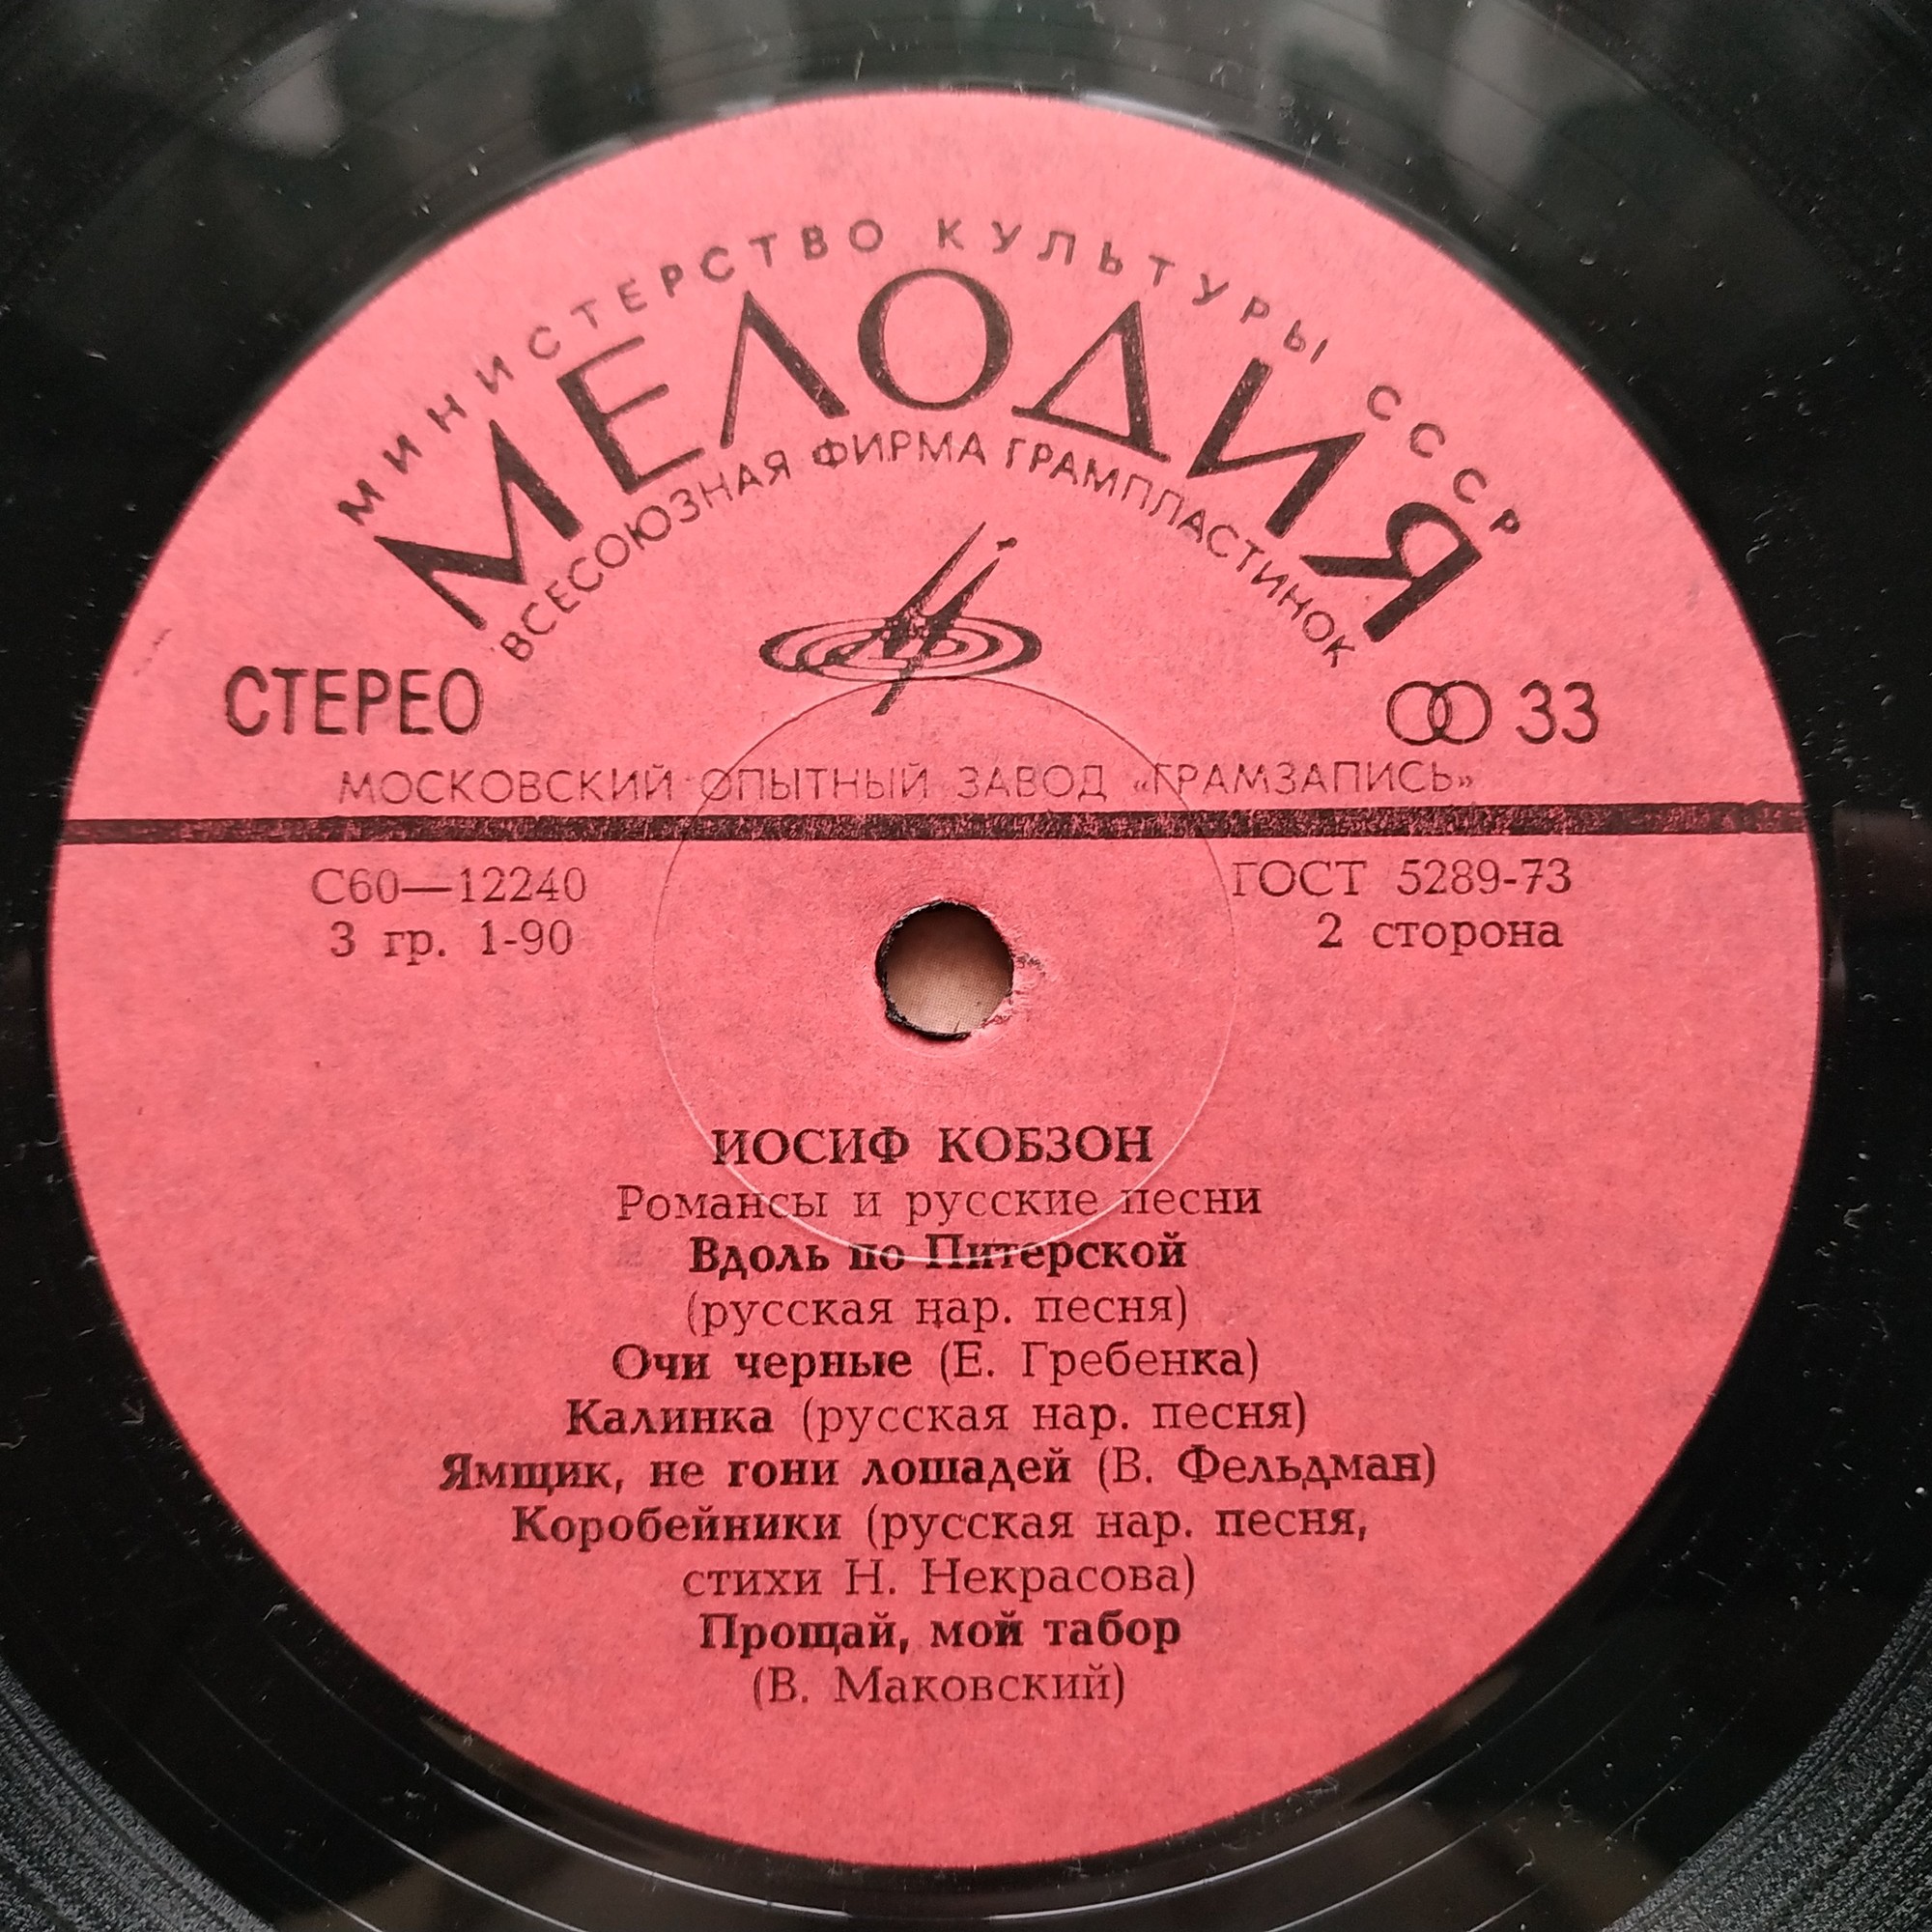 МИНИСТЕРСТВО КУЛЬТУРЫ СССР
МЕЛОДИЯ
ВСЕСОЮЗНАЯ ФИРМА ГРАМПЛАСТИНОК
СТЕРЕО
33
МОСКОВСКИЙ ОПЫТНЫЙ ЗАВОД «ГРАМЗАПИСЬ»
С60—12240
ГОСТ 5289-73
3 гр. 1-90
2 сторона
ИОСИФ КОБЗОН
Романсы и русские песни
Вдоль по Питерской
(русская нар. песня)
Очи черные (Е. Гребенка)
Калинка (русская нар. песня)
Ямщик, не гони лошадей (В. Фельдман)
Коробейники (русская нар. песня,
стихи Н. Некрасова)
Прощай, мой табор
(В. Маковский)